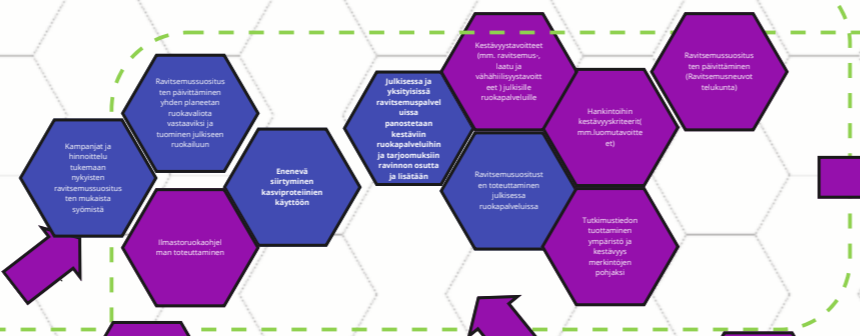 Kampanjat ja
hinnoittelu
tukemaan
nykyisten
ravitsemussuositus
ten mukaista
syömistä
Ravitsemussuositus
ten päivittäminen
yhden planeetan
ruokavaliota
vastaaviksi ja
tuominen julkiseen
ruokailuun
Ilmastoruokaohjel
man toteuttaminen
Enenevä
siirtyminen
kasviproteiinien
käyttöön
Julkisessa ja
yksityisissä
ravitsemuspalvel
uissa
panostetaan
kestäviin
ruokapalveluihin
ja tarjoomuksiin
ravinnon osutta
ja lisätään
Kestävyystavoitteet
(mm. ravitsemus-,
laatu ja
vähähiilisyystavoitt
eet ) julkisille
ruokapalveluille
Ravitsemusuositust
en toteuttaminen
julkisessa
ruokapalveluissa
Hankintoihin
kestävyyskriteerit(
mm.luomutavoitte
et)
Tutkimustiedon
tuottaminen
ympäristö ja
kestävyys
merkintöjen
pohjaksi
Ravitsemussuositus
ten päivittäminen
(Ravitsemusneuvot
telukunta)